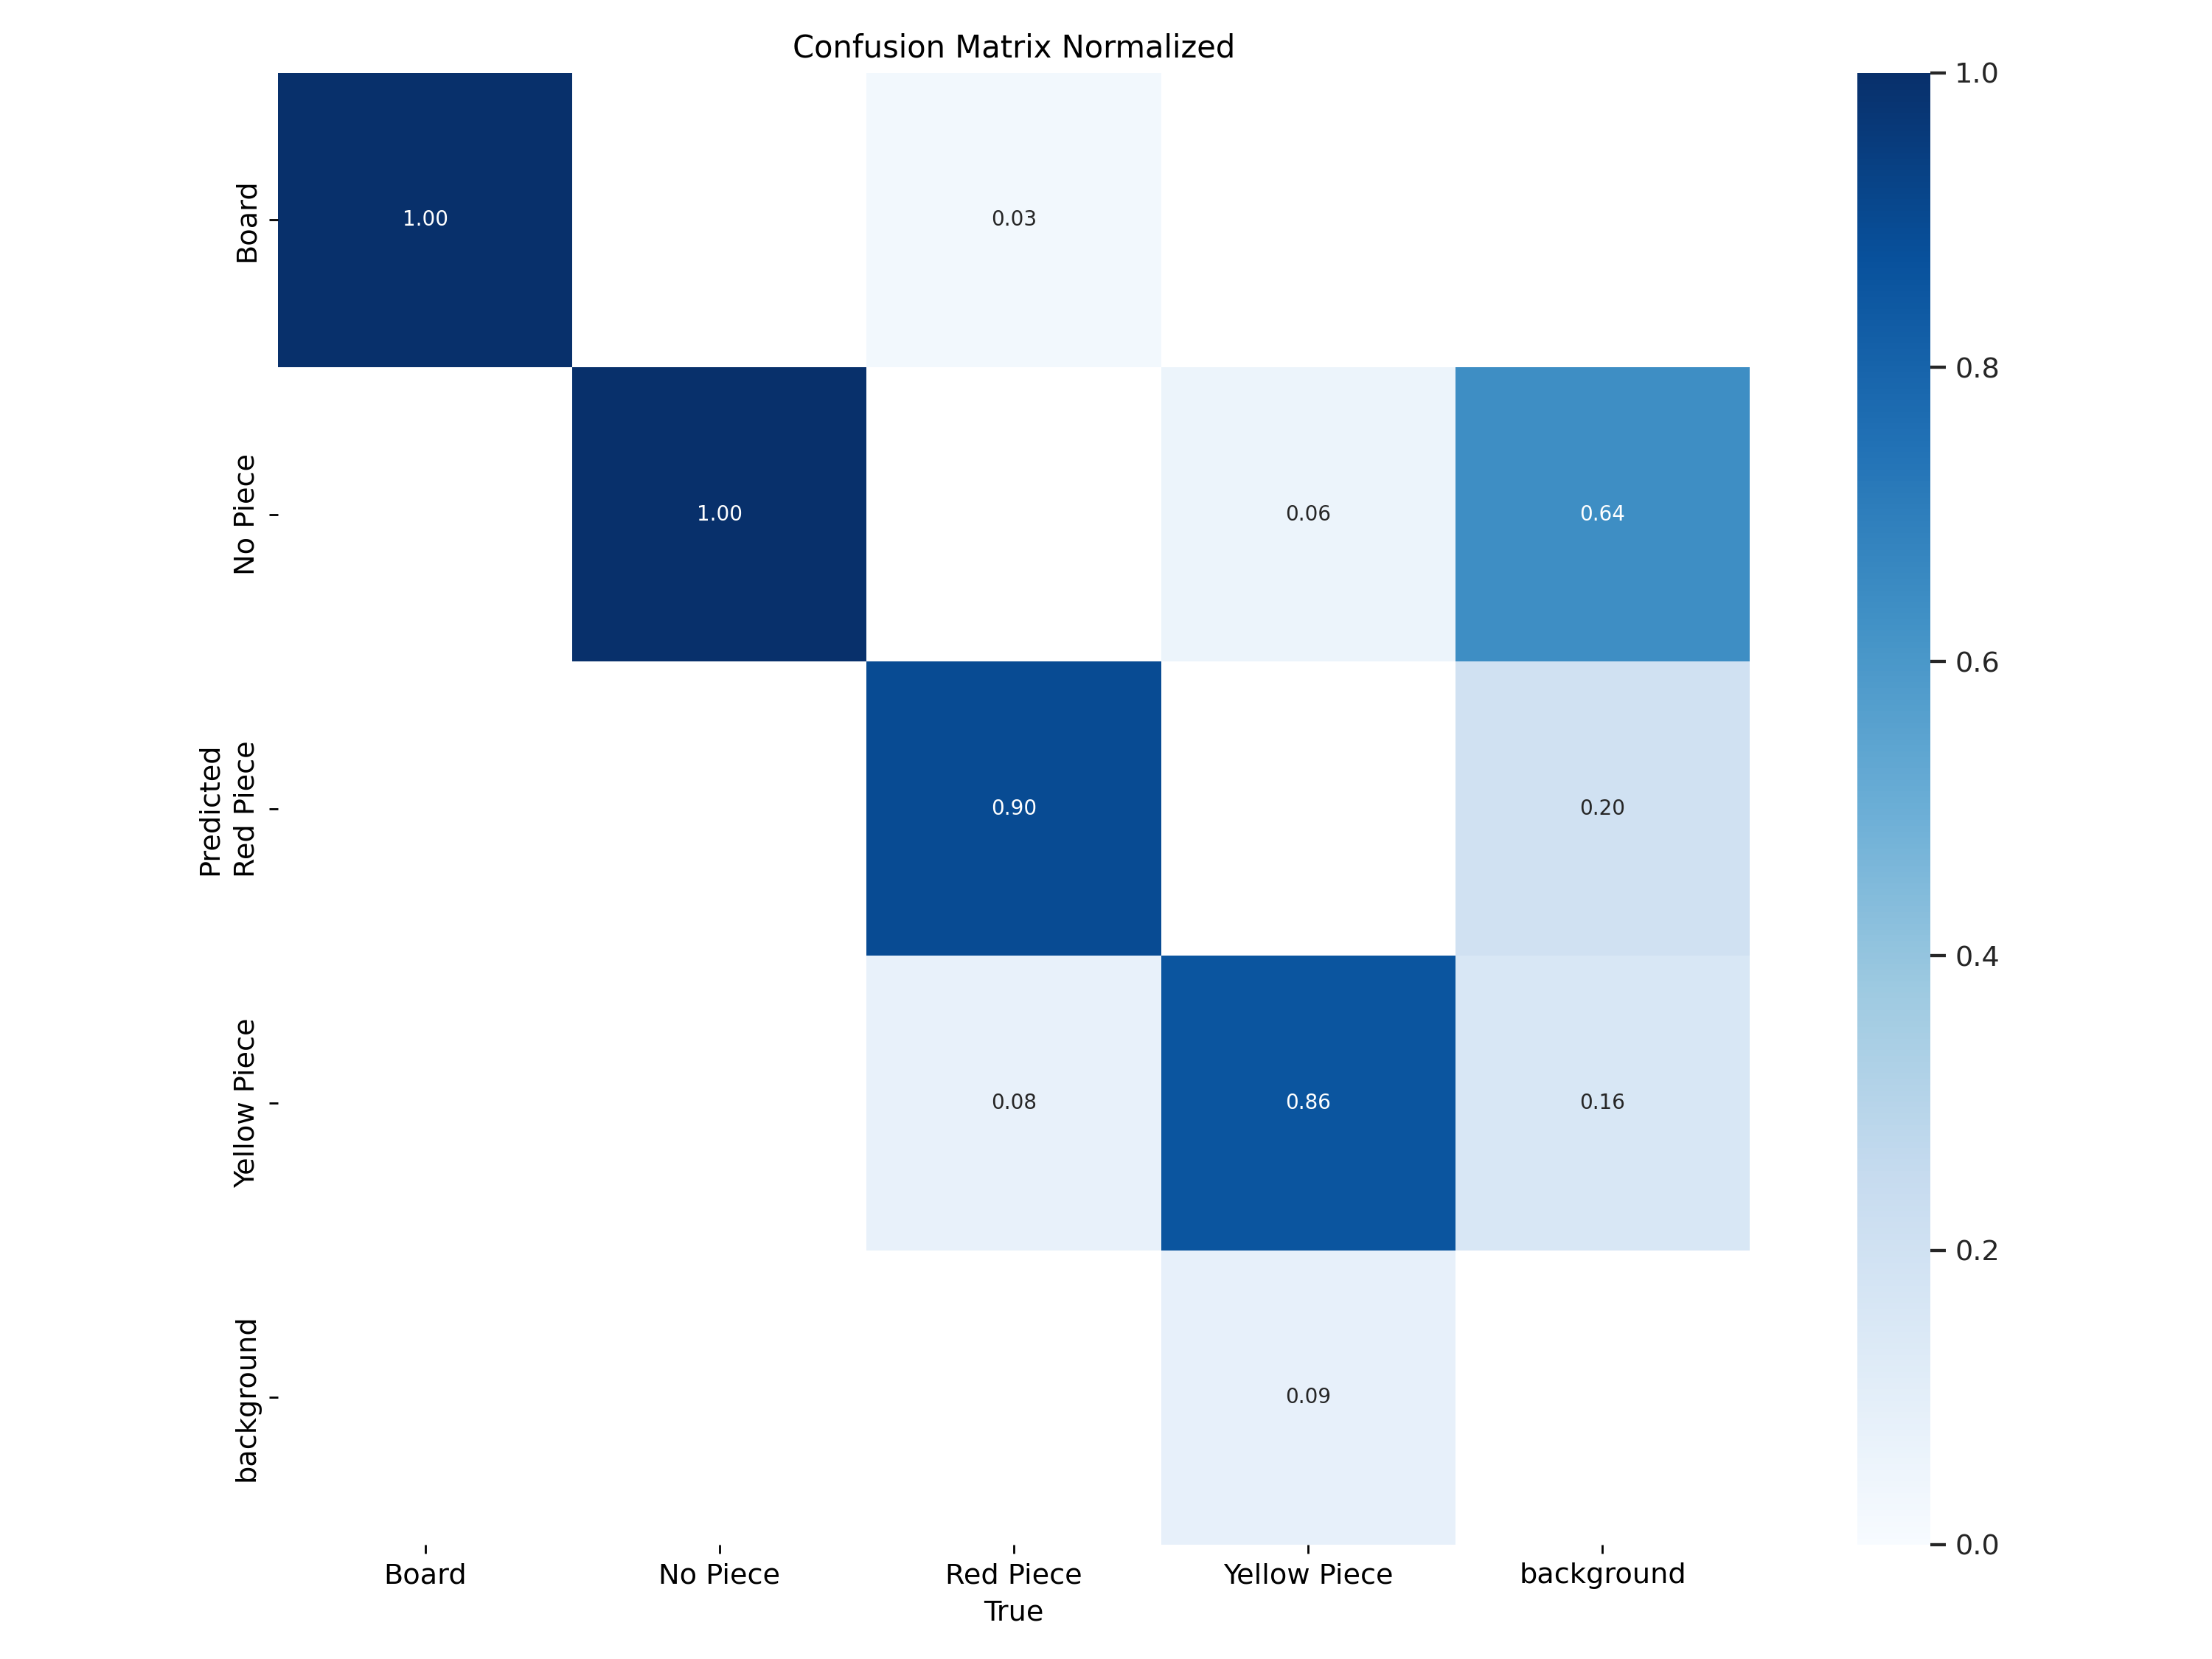 Confusion Matrix Normalized
1.0
Board
1.00
0.03
0.8
No Piece
1.00
0.06
0.64
0.6
Predicted
Red Piece
0.90
0.20
0.4
Yellow Piece
0.08
0.86
0.16
0.2
background
0.09
0.0
Board
No Piece
Red Piece
Yellow Piece
background
True